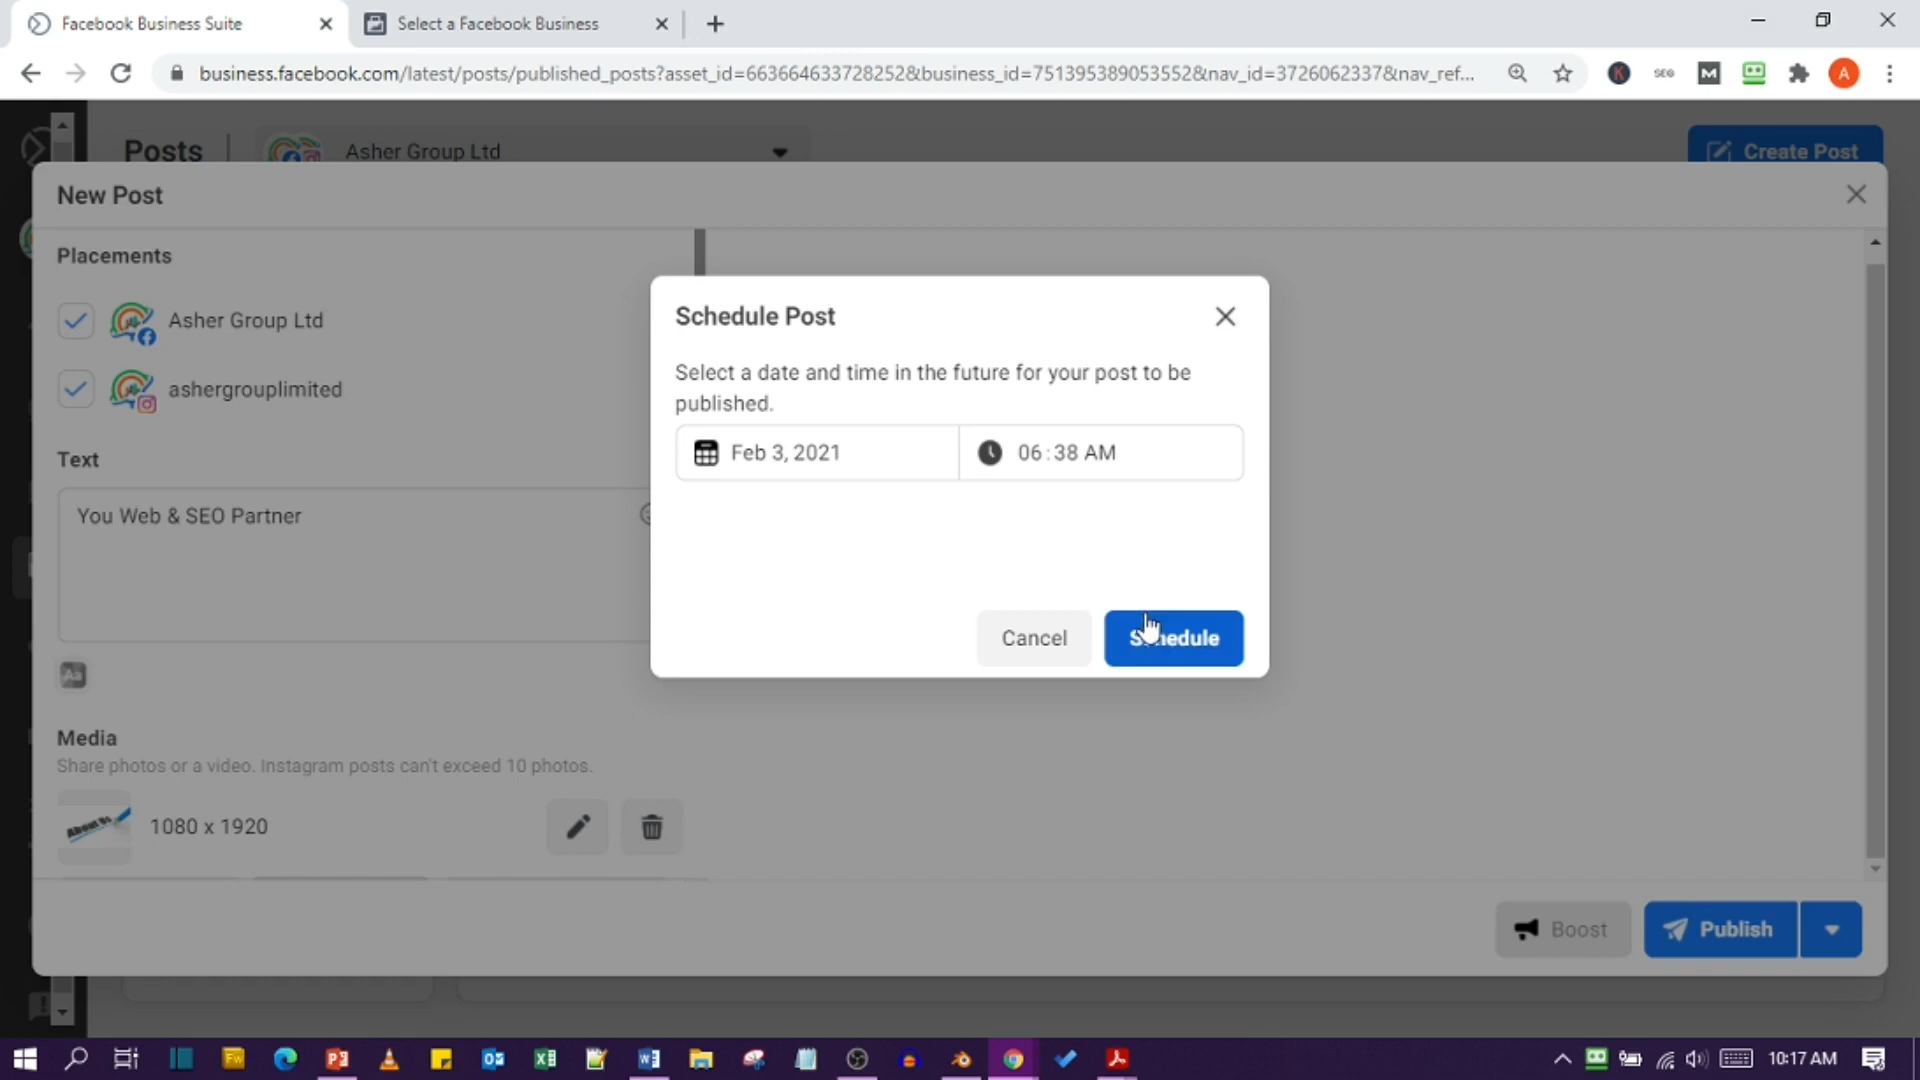 Facebook Business Suite
Select a Facebook Business
business.facebook.com/latest/posts/published_posts?asset_id=663664633728252&business_id=751395389053552&nav_id=3726062337&nav_ref...
K
SEO
M
A
Posts
Asher Group Ltd
Create Post
New Post
Placements
Asher Group Ltd
ashergrouplimited
Text
You Web & SEO Partner
Aa
Media
Share photos or a video. Instagram posts can't exceed 10 photos.
About Us
1080 x 1920
Schedule Post
Select a date and time in the future for your post to be
published.
Feb 3, 2021
06:38 AM
Cancel
Schedule
Boost
Publish
10:17 AM